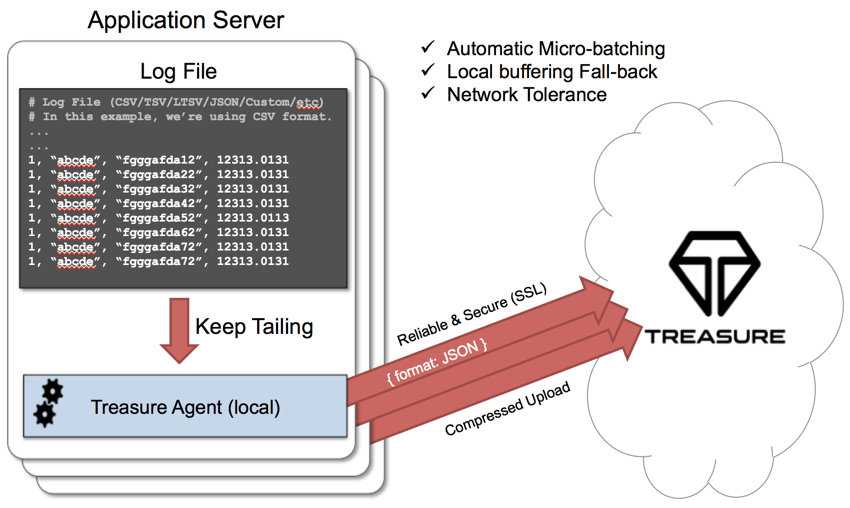 Application Server
Log File
# Log File (CSV/TSV/LTSV/JSON/Custom/etc)
# In this example, we're using CSV format.
...
...
1, “abcde”, “fgggafda12”, 12313.0131
1, “abcde”, “fgggafda22”, 12313.0131
1, “abcde”, “fgggafda32”, 12313.0131
1, “abcde”, “fgggafda42”, 12313.0131
1, “abcde”, “fgggafda52”, 12313.0113
1, “abcde”, “fgggafda62”, 12313.0131
1, “abcde”, “fgggafda72”, 12313.0131
1, “abcde”, “fgggafda72”, 12313.0131
Keep Tailing
Treasure Agent (local)
✓ Automatic Micro-batching
✓ Local buffering Fall-back
✓ Network Tolerance
Reliable & Secure (SSL)
{ format: JSON }
Compressed Upload
TREASURE